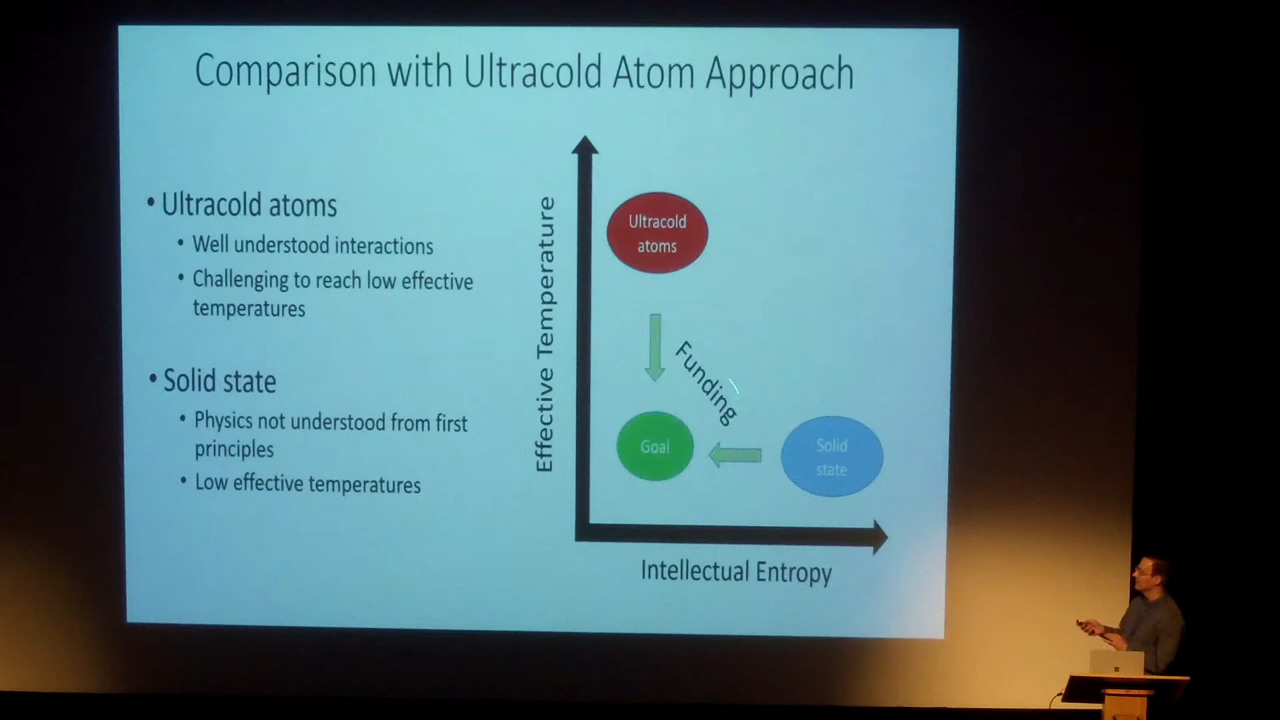 Comparison with Ultracold Atom Approach
• Ultracold atoms
• Well understood interactions
• Challenging to reach low effective
temperatures
• Solid state
• Physics not understood from first
principles
• Low effective temperatures
Effective Temperature
Ultracold
atoms
Funding
Goal
Solid
state
Intellectual Entropy